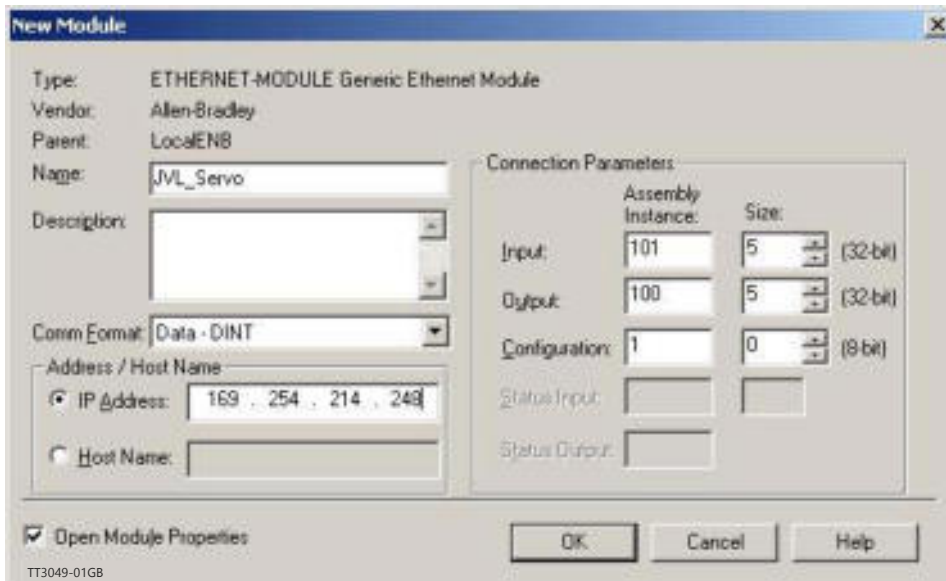 New Module
Type: ETHERNET-MODULE Generic Ethernet Module
Vendor: Allen-Bradley
Parent: LocalENB
Name: JVL_Servo
Description:
Comm Format: Data - DINT
Address / Host Name
IP Address: 169 . 254 . 214 . 248
Host Name:
Connection Parameters
Assembly Instance: Size:
Input: 101 5 (32-bit)
Output: 100 5 (32-bit)
Configuration: 1 0 (8-bit)
Status Input:
Status Output:
Open Module Properties
OK Cancel Help
TT3049-01GB